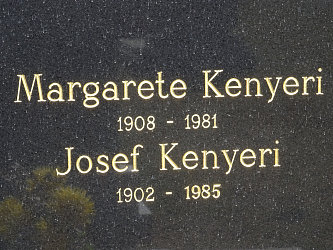 Margarete Kenyeri
1908 - 1981
Josef Kenyeri
1902 - 1985